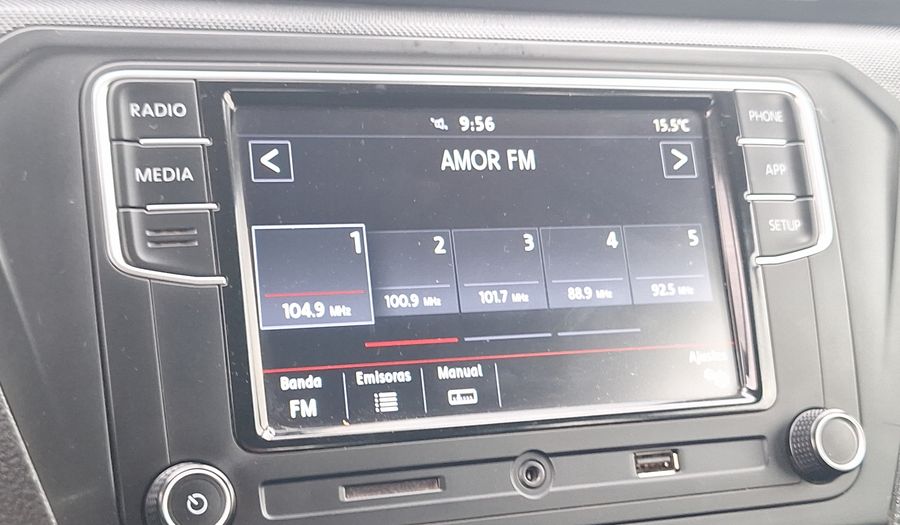 RADIO
MEDIA
PHONE
APP
SETUP
9:56
15.5°C
AMOR FM
1 2 3 4 5
104.9 MHz 100.9 MHz 101.7 MHz 88.9 MHz 92.5 MHz
Banda Emisoras Manual Ajustes
FM